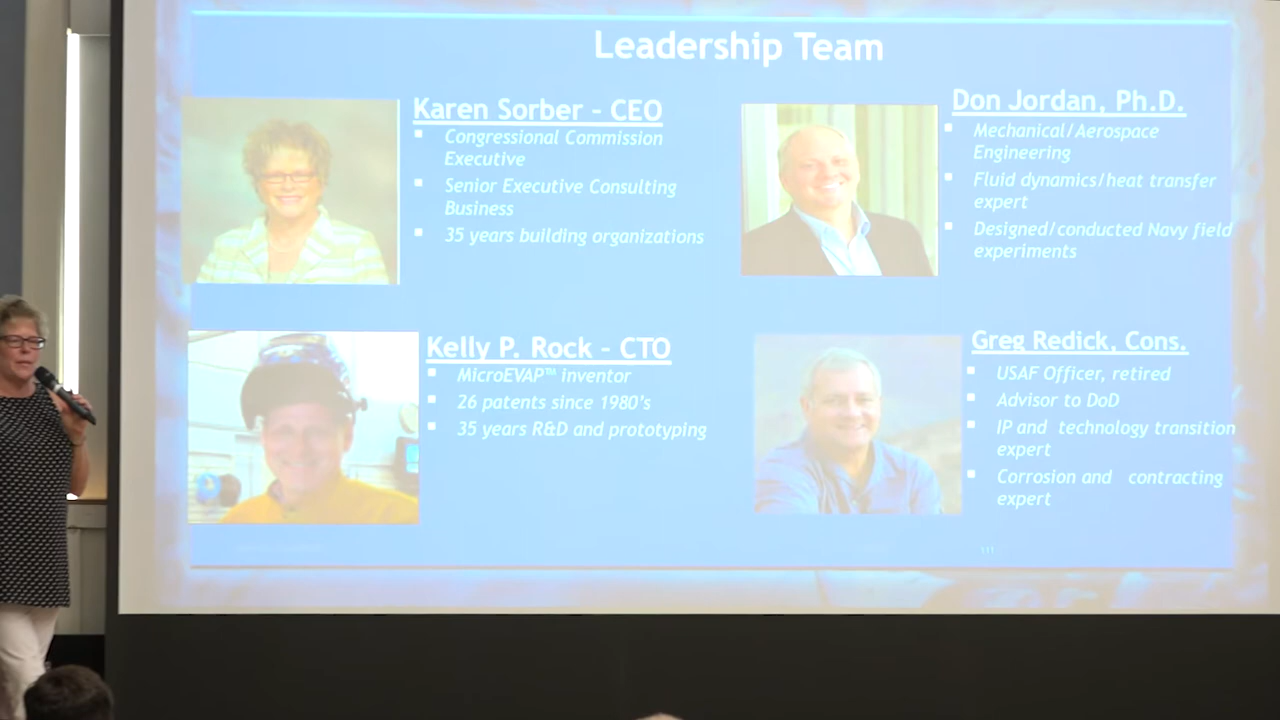 Leadership Team
Karen Sorber - CEO
Congressional Commission
Executive
Senior Executive Consulting
Business
35 years building organizations
Don Jordan, Ph.D.
Mechanical/Aerospace
Engineering
Fluid dynamics/heat transfer
expert
Designed/conducted Navy field
experiments
Kelly P. Rock - CTO
MicroEVAP™ inventor
26 patents since 1980's
35 years R&D and prototyping
Greg Redick, Cons.
USAF Officer, retired
Advisor to DoD
IP and technology transition
expert
Corrosion and contracting
expert